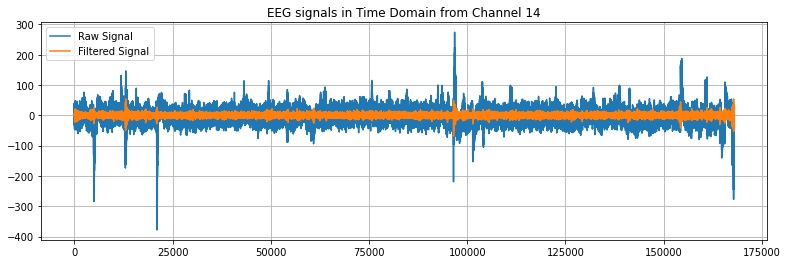 EEG signals in Time Domain from Channel 14
300
200
100
0
−100
−200
−300
−400
Raw Signal
Filtered Signal
0 25000 50000 75000 100000 125000 150000 175000